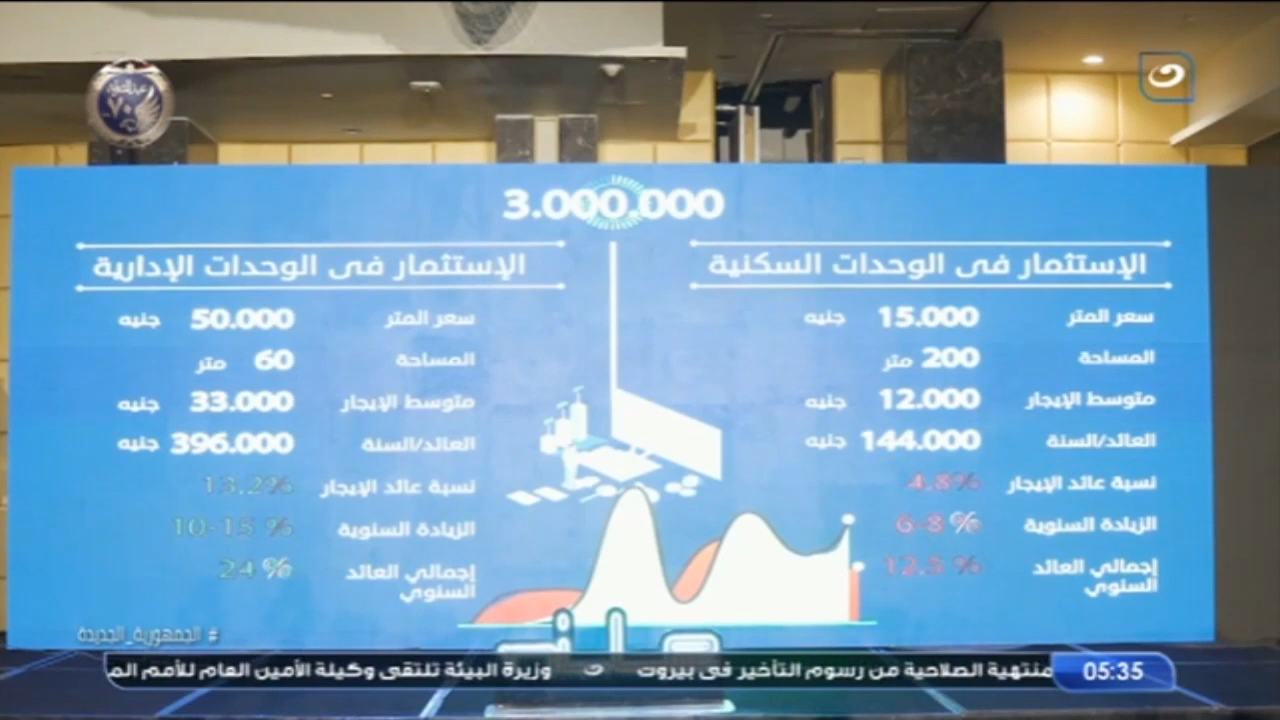 3.000.000
الإستثمار فى الوحدات السكنية
سعر المتر 15.000 جنيه
المساحة 200 متر
متوسط الإيجار 12.000 جنيه
العائد/السنة 144.000 جنيه
نسبة عائد الإيجار 4.8%
الزيادة السنوية 6-8 %
إجمالي العائد 12.5 %
السنوي
الإستثمار فى الوحدات الإدارية
سعر المتر 50.000 جنيه
المساحة 60 متر
متوسط الإيجار 33.000 جنيه
العائد/السنة 396.000 جنيه
نسبة عائد الإيجار 13.2%
الزيادة السنوية 10-15 %
إجمالي العائد 24 %
السنوي
# الجمهورية_الجديدة
05:35 منتهية الصلاحية من رسوم التأخير فى بيروت وزيرة البيئة تلتقى وكيلة الأمين العام للأمم